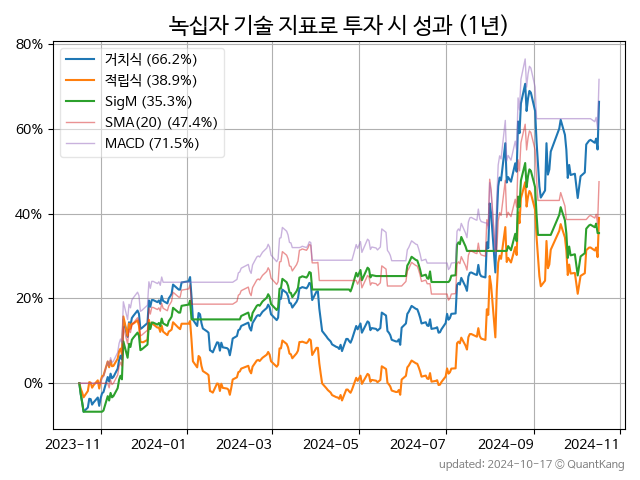 녹십자 기술 지표로 투자 시 성과 (1년)
80%
60%
40%
20%
0%
거치식 (66.2%)
적립식 (38.9%)
SigM (35.3%)
SMA(20) (47.4%)
MACD (71.5%)
2023-11 2024-01 2024-03 2024-05 2024-07 2024-09 2024-11
updated: 2024-10-17 © QuantKang